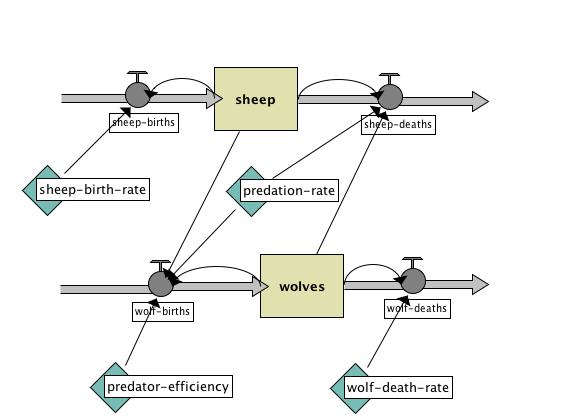 sheep
sheep-births
sheep-deaths
sheep-birth-rate
predation-rate
wolves
wolf-births
wolf-deaths
predator-efficiency
wolf-death-rate